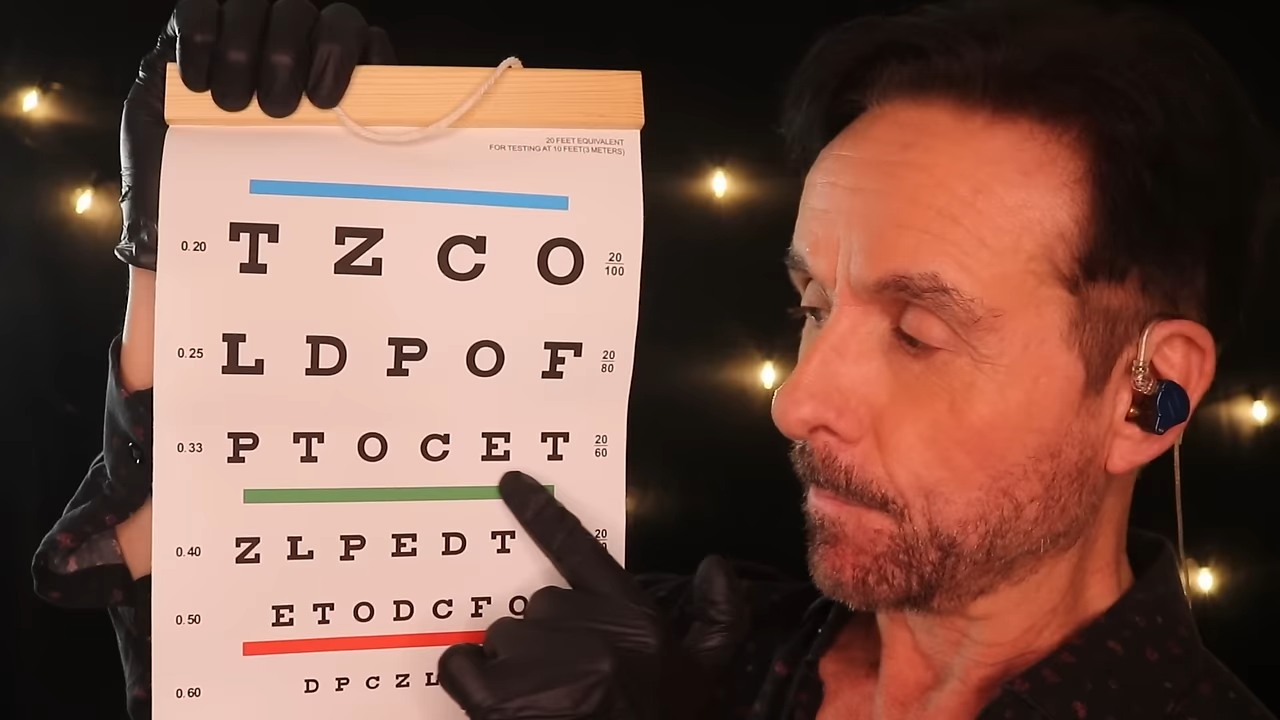 20 FEET EQUIVALENT
FOR TESTING AT 10 FEET(3 METERS)
0.20 T Z C O 20/100
0.25 L D P O F 20/80
0.33 P T O C E T 20/60
0.40 Z L P E D T 20
0.50 E T O D C F O
0.60 D P C Z L